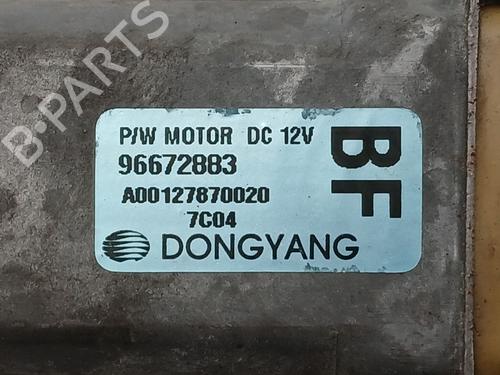 B-PARTS
P/W MOTOR DC 12V
96672883
A00127870020
7C04
DONGYANG
BF